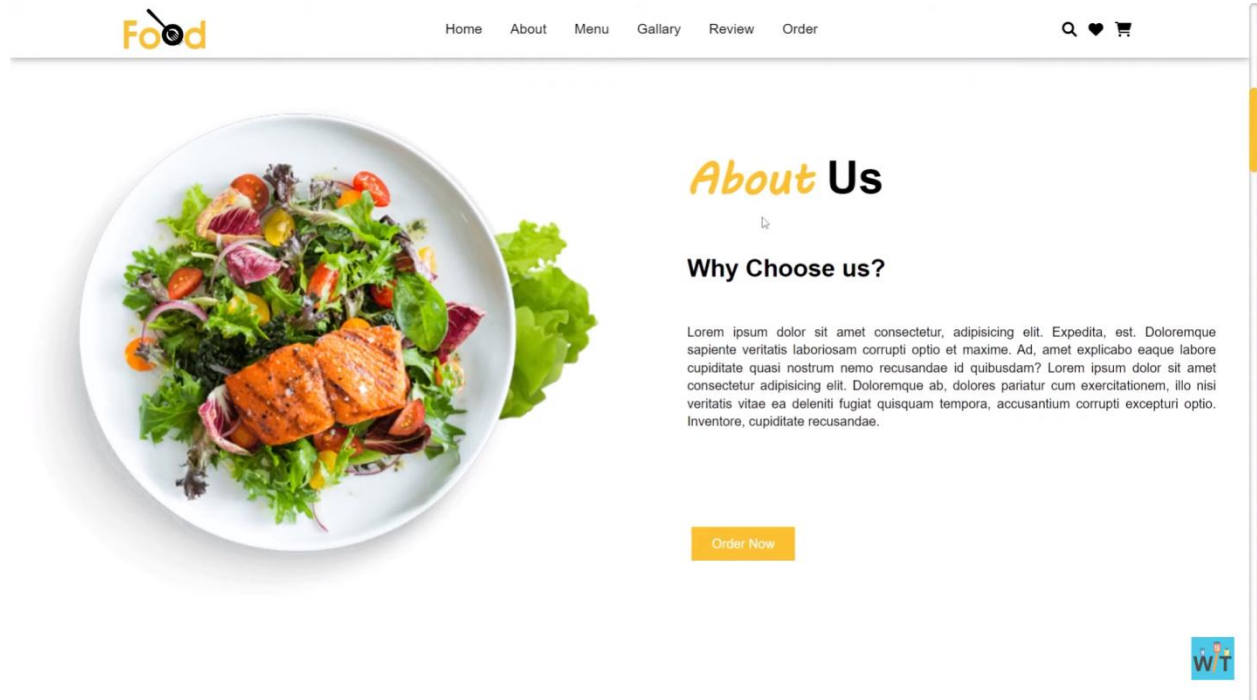 Food
Home About Menu Gallary Review Order
About Us
Why Choose us?
Lorem ipsum dolor sit amet consectetur, adipisicing elit. Expedita, est. Doloremque
sapiente veritatis laboriosam corrupti optio et maxime. Ad, amet explicabo eaque labore
cupiditate quasi nostrum nemo recusandae id quibusdam? Lorem ipsum dolor sit amet
consectetur adipisicing elit. Doloremque ab, dolores pariatur cum exercitationem, illo nisi
veritatis vitae ea deleniti fugiat quisquam tempora, accusantium corrupti excepturi optio.
Inventore, cupiditate recusandae.
Order Now
WIT